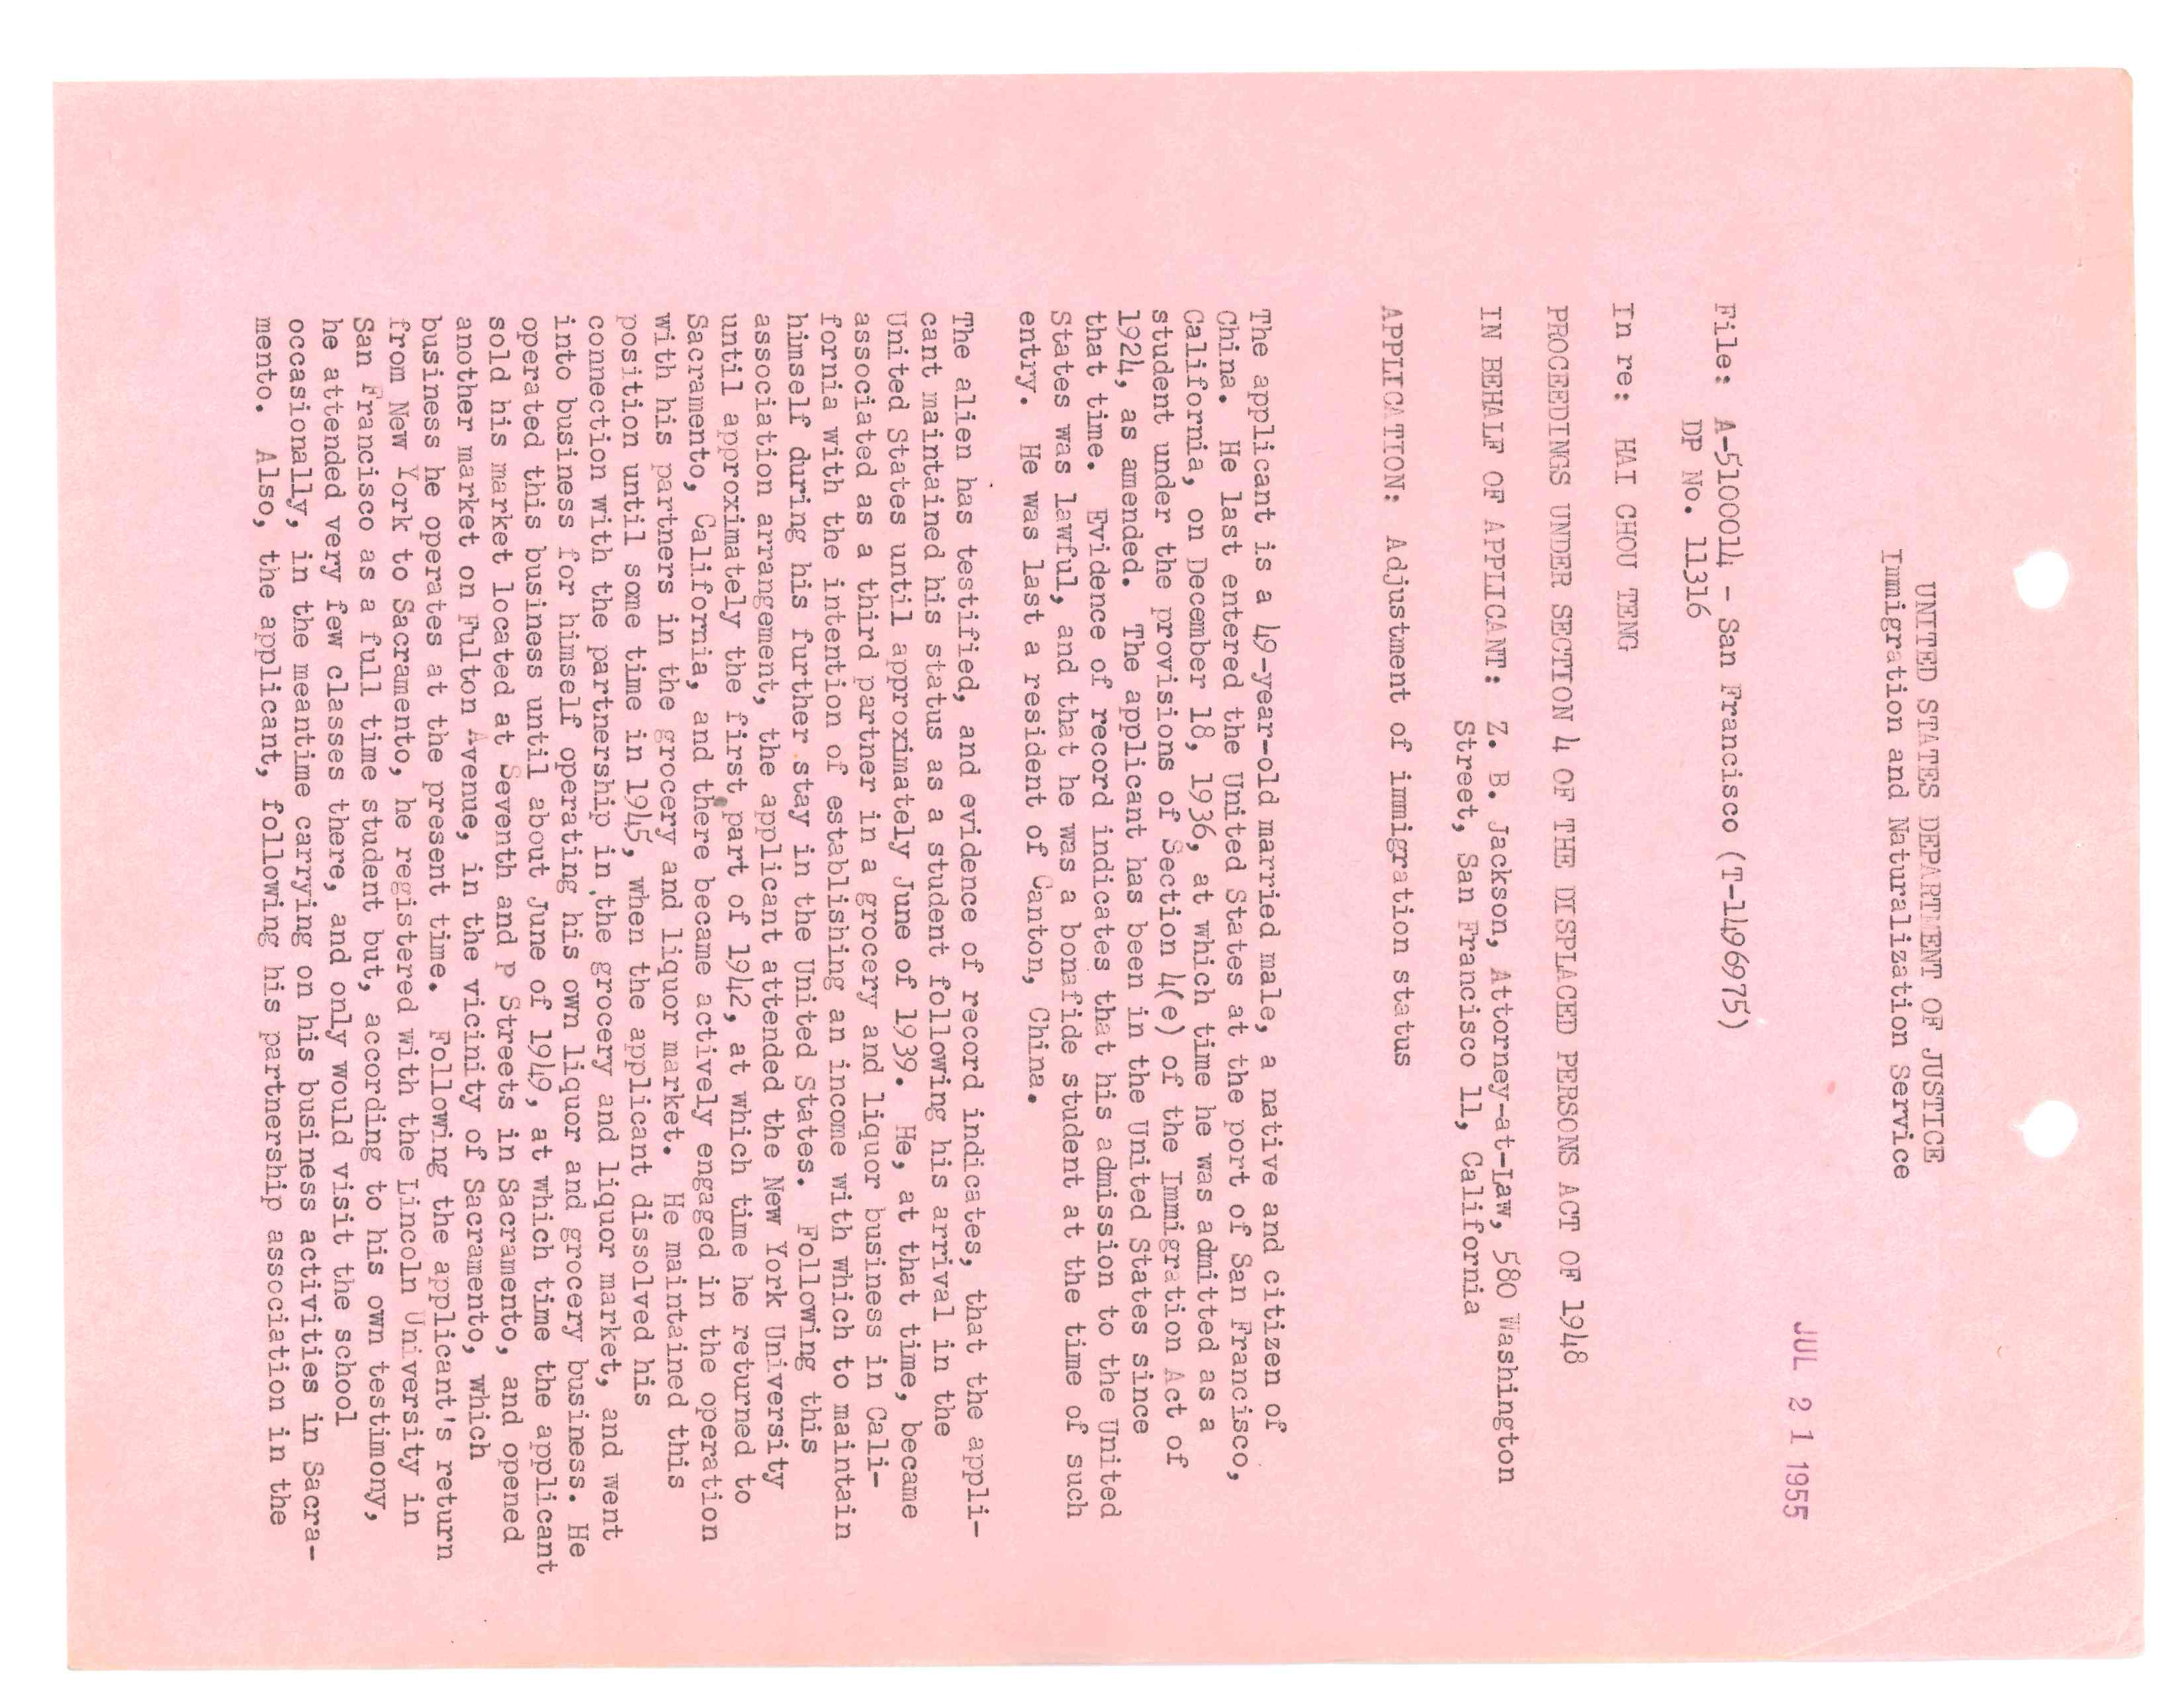 UNITED STATES DEPARTMENT OF JUSTICE
Immigration and Naturalization Service
JUL 21 1955
File: A-5100014 - San Francisco (T-1496975)
DP No. 11316
In re: HAI CHOU TENG
PROCEEDINGS UNDER SECTION 4 OF THE DISPLACED PERSONS ACT OF 1948
IN BEHALF OF APPLICANT: Z. B. Jackson, Attorney-at-Law, 580 Washington
Street, San Francisco 11, California
APPLICATION: Adjustment of immigration status
The applicant is a 49-year-old married male, a native and citizen of
China. He last entered the United States at the port of San Francisco,
California, on December 18, 1936, at which time he was admitted as a
student under the provisions of Section 4(e) of the Immigration Act of
1924, as amended. The applicant has been in the United States since
that time. Evidence of record indicates that his admission to the United
States was lawful, and that he was a bonafide student at the time of such
entry. He was last a resident of Canton, China.
The alien has testified, and evidence of record indicates, that the appli-
cant maintained his status as a student following his arrival in the
United States until approximately June of 1939. He, at that time, became
associated as a third partner in a grocery and liquor business in Cali-
fornia with the intention of establishing an income with which to maintain
himself during his further stay in the United States. Following this
association arrangement, the applicant attended the New York University
until approximately the first part of 1942, at which time he returned to
Sacramento, California, and there became actively engaged in the operation
with his partners in the grocery and liquor market. He maintained this
position until some time in 1945, when the applicant dissolved his
connection with the partnership in the grocery and liquor market, and went
into business for himself operating his own liquor and grocery business. He
operated this business until about June of 1949, at which time the applicant
sold his market located at Seventh and P Streets in Sacramento, and opened
another market on Fulton Avenue, in the vicinity of Sacramento, which
business he operates at the present time. Following the applicant's return
from New York to Sacramento, he registered with the Lincoln University in
San Francisco as a full time student but, according to his own testimony,
he attended very few classes there, and only would visit the school
occasionally, in the meantime carrying on his business activities in Sacra-
mento. Also, the applicant, following his partnership association in the